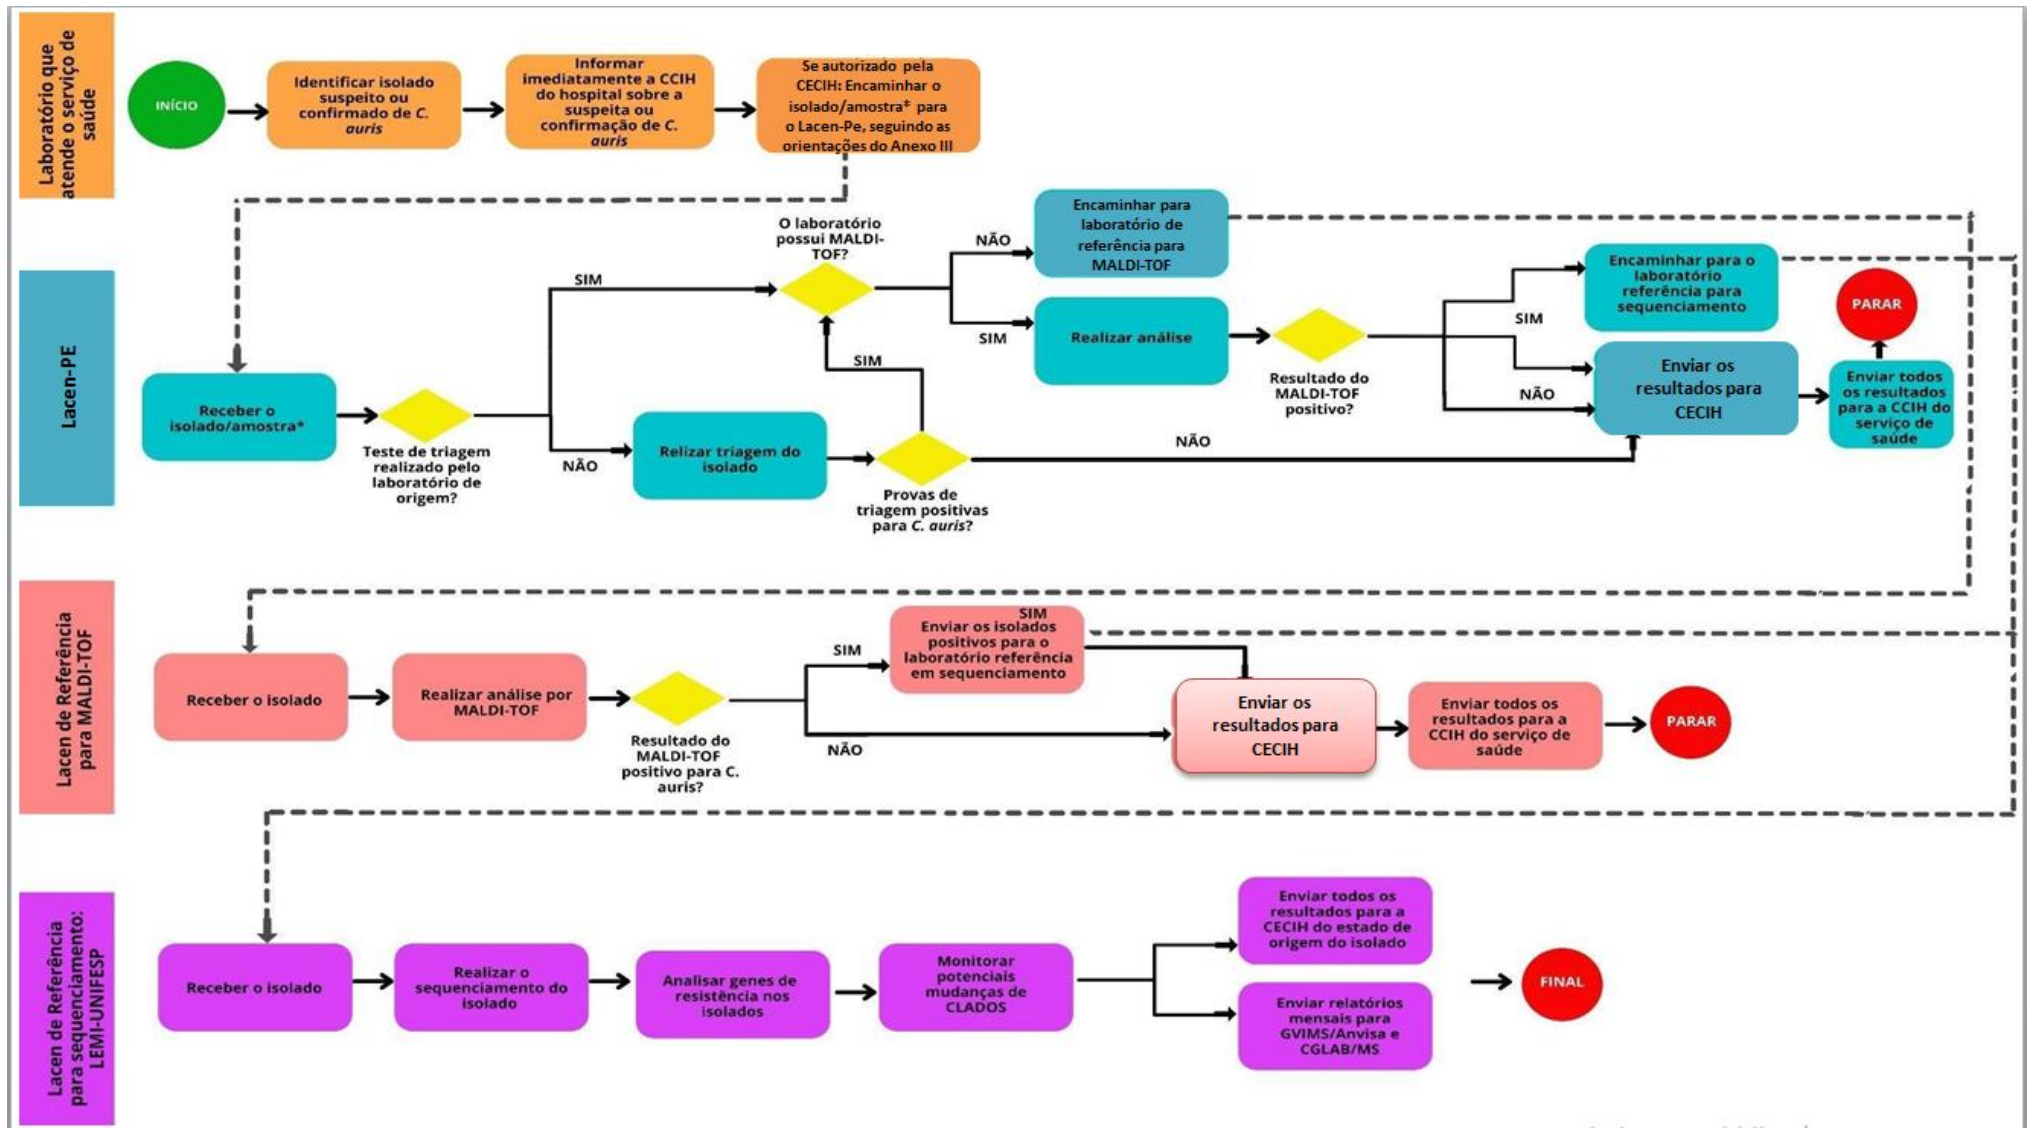 Laboratório que
atende o serviço de
saúde
INÍCIO
Identificar isolado
suspeito ou
confirmado de C.
auris
Informar
imediatamente a CCIH
do hospital sobre a
suspeita ou
confirmação de C.
auris
Se autorizado pela
CECIH: Encaminhar o
isolado/amostra* para
o Lacen-Pe, seguindo as
orientações do Anexo III
Lacen-PE
Receber o
isolado/amostra*
Teste de triagem
realizado pelo
laboratório de
origem?
SIM
NÃO
Relizar triagem do
isolado
Provas de
triagem positivas
para C. auris?
SIM
NÃO
O laboratório
possui MALDI-
TOF?
NÃO
SIM
Encaminhar para
laboratório de
referência para
MALDI-TOF
Realizar análise
Resultado do
MALDI-TOF
positivo?
SIM
NÃO
Encaminhar para o
laboratório
referência para
sequenciamento
Enviar os
resultados para
CECIH
Enviar todos
os resultados
para a CCIH do
serviço de
saúde
PARAR
Lacen de Referência
para MALDI-TOF
Receber o isolado
Realizar análise por
MALDI-TOF
Resultado do
MALDI-TOF
positivo para C.
auris?
SIM
NÃO
SIM
Enviar os isolados
positivos para o
laboratório referência
em sequenciamento
Enviar os
resultados para
CECIH
Enviar todos os
resultados para a
CCIH do serviço de
saúde
PARAR
Lacen de Referência
para sequenciamento:
LEMI-UNIFESP
Receber o isolado
Realizar o
sequenciamento do
isolado
Analisar genes de
resistência nos
isolados
Monitorar
potenciais
mudanças de
CLADOS
Enviar todos os
resultados para a
CECIH do estado de
origem do isolado
Enviar relatórios
mensais para
GVIMS/Anvisa e
CGLAB/MS
FINAL